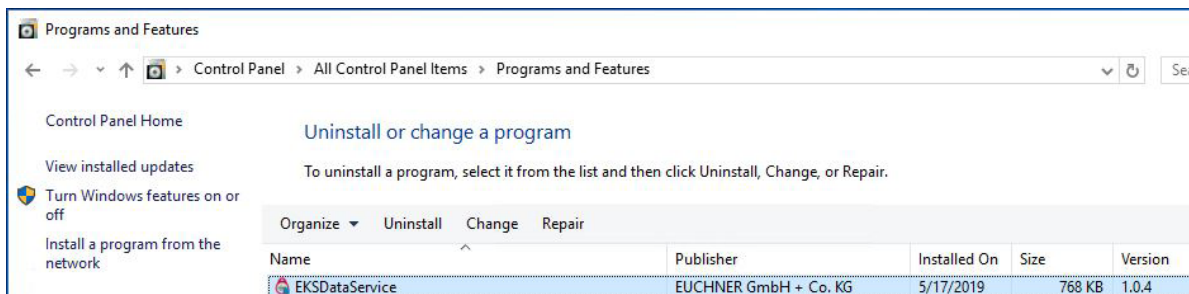 Programs and Features
Control Panel > All Control Panel Items > Programs and Features
Control Panel Home
View installed updates
Turn Windows features on or
off
Install a program from the
network
Uninstall or change a program
To uninstall a program, select it from the list and then click Uninstall, Change, or Repair.
Organize Uninstall Change Repair
Name Publisher Installed On Size Version
EKSDataService EUCHNER GmbH + Co. KG 5/17/2019 768 KB 1.0.4